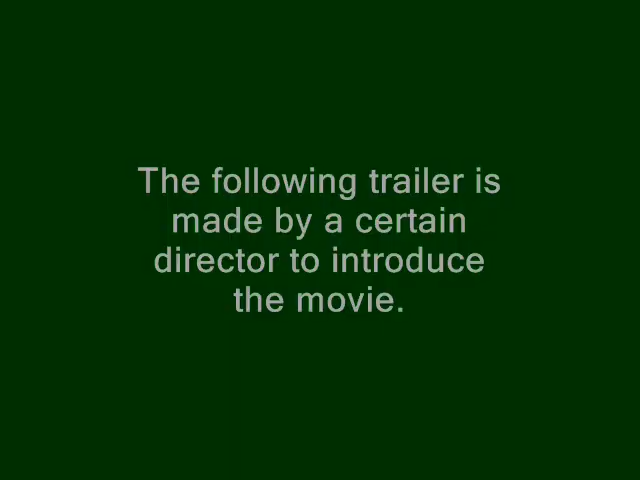 The following trailer is
made by a certain
director to introduce
the movie.